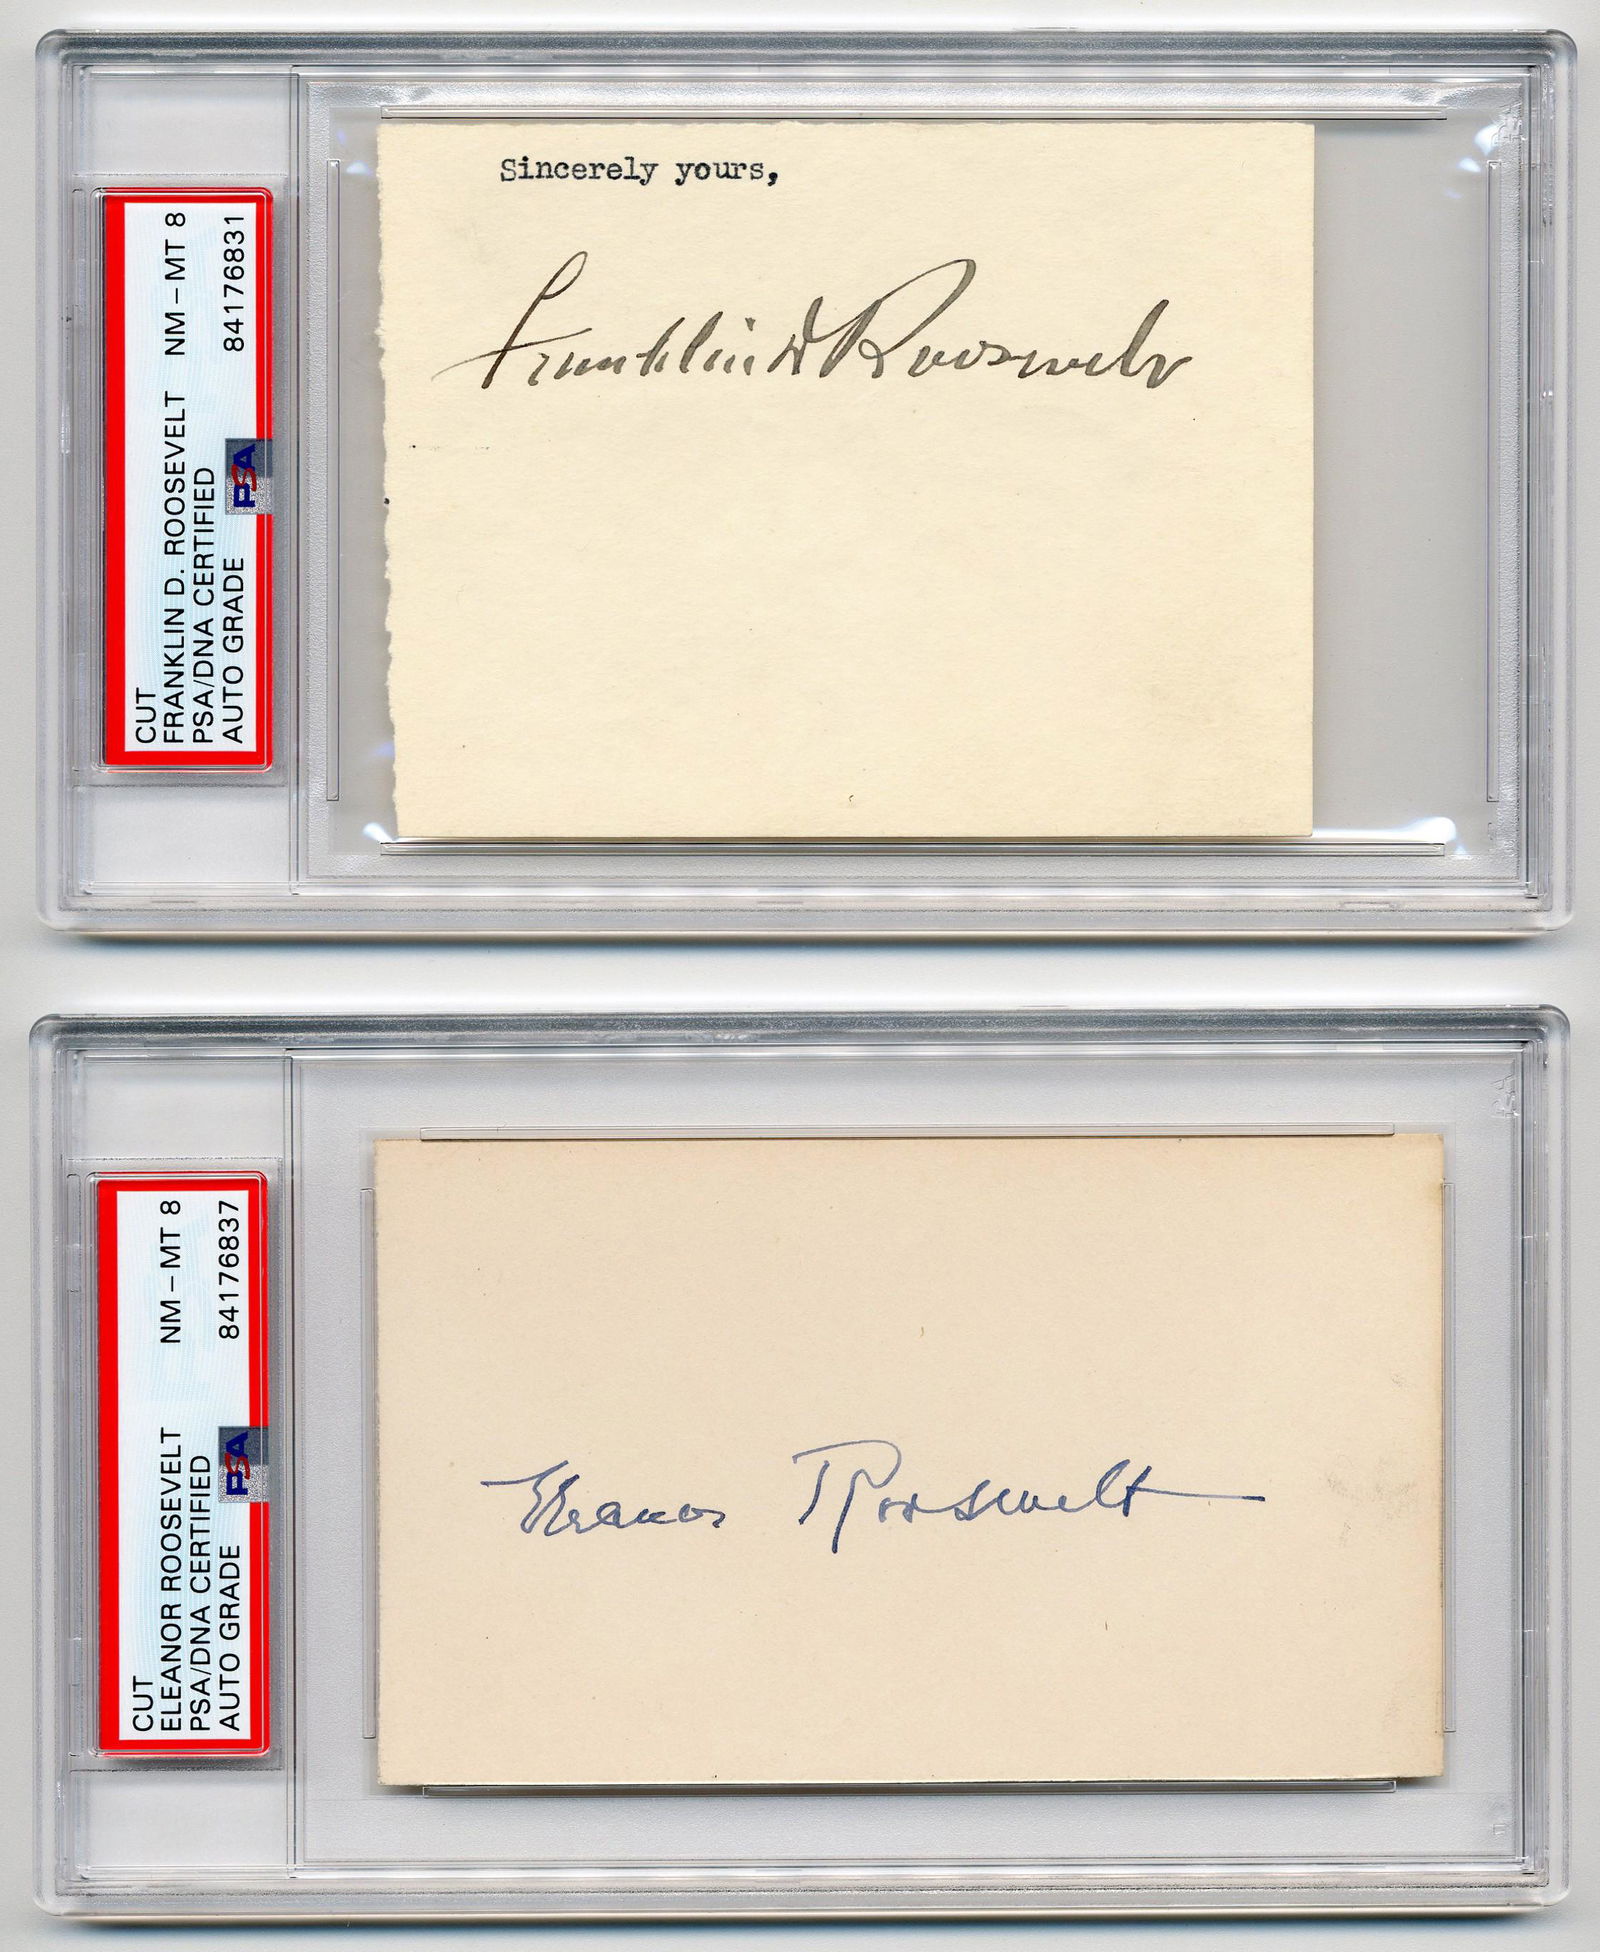 CUT
FRANKLIN D. ROOSEVELT NM-MT 8
PSA/DNA CERTIFIED
AUTO GRADE 84176831
PSA
Sincerely yours,
Franklin D Roosevelt
CUT
ELEANOR ROOSEVELT NM-MT 8
PSA/DNA CERTIFIED
AUTO GRADE 84176837
PSA
Eleanor Roosevelt